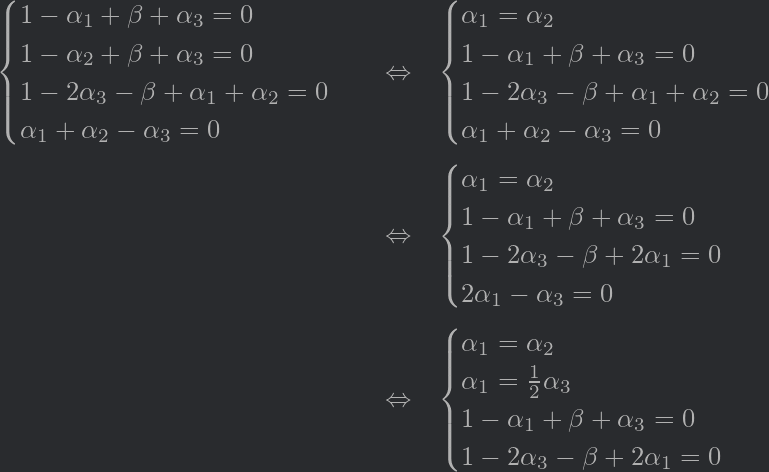 1 − α₁ + β + α₃ = 0
1 − α₂ + β + α₃ = 0
1 − 2α₃ − β + α₁ + α₂ = 0
α₁ + α₂ − α₃ = 0
⇔
α₁ = α₂
1 − α₁ + β + α₃ = 0
1 − 2α₃ − β + α₁ + α₂ = 0
α₁ + α₂ − α₃ = 0
⇔
α₁ = α₂
1 − α₁ + β + α₃ = 0
1 − 2α₃ − β + 2α₁ = 0
2α₁ − α₃ = 0
⇔
α₁ = α₂
α₁ = ½α₃
1 − α₁ + β + α₃ = 0
1 − 2α₃ − β + 2α₁ = 0